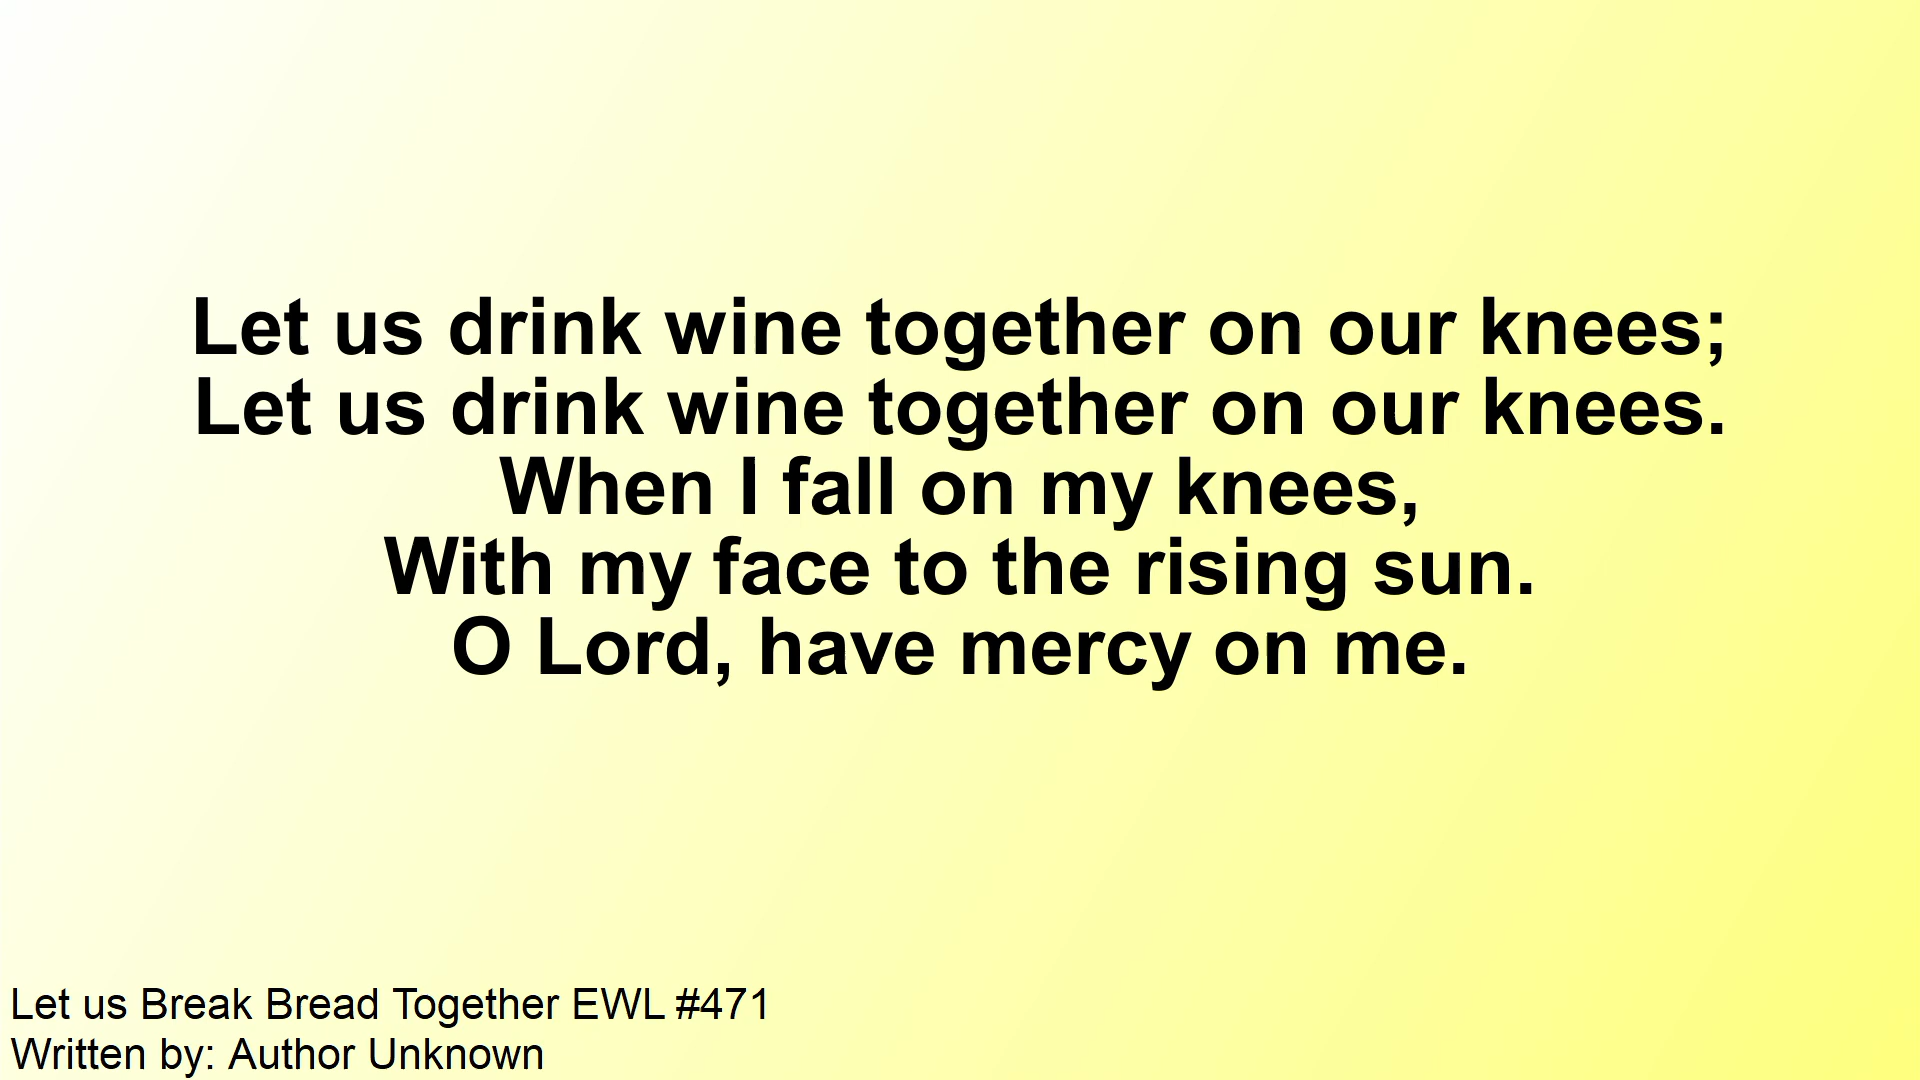 Let us drink wine together on our knees;
Let us drink wine together on our knees.
When I fall on my knees,
With my face to the rising sun.
O Lord, have mercy on me.
Let us Break Bread Together EWL #471
Written by: Author Unknown